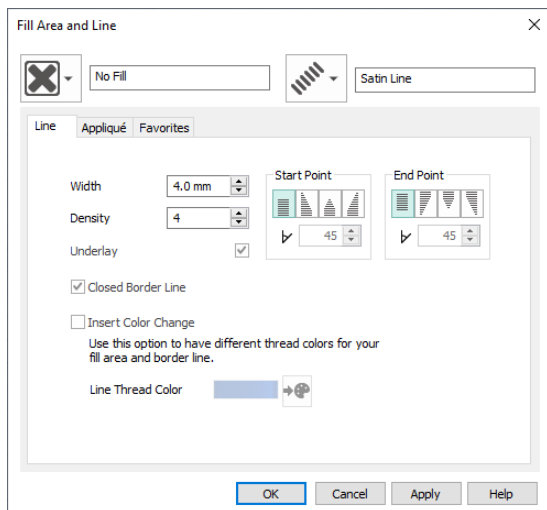 Fill Area and Line
No Fill
Satin Line
Line Appliqué Favorites
Width 4.0 mm
Density 4
Underlay
Start Point
45
End Point
45
Closed Border Line
Insert Color Change
Use this option to have different thread colors for your
fill area and border line.
Line Thread Color
OK Cancel Apply Help